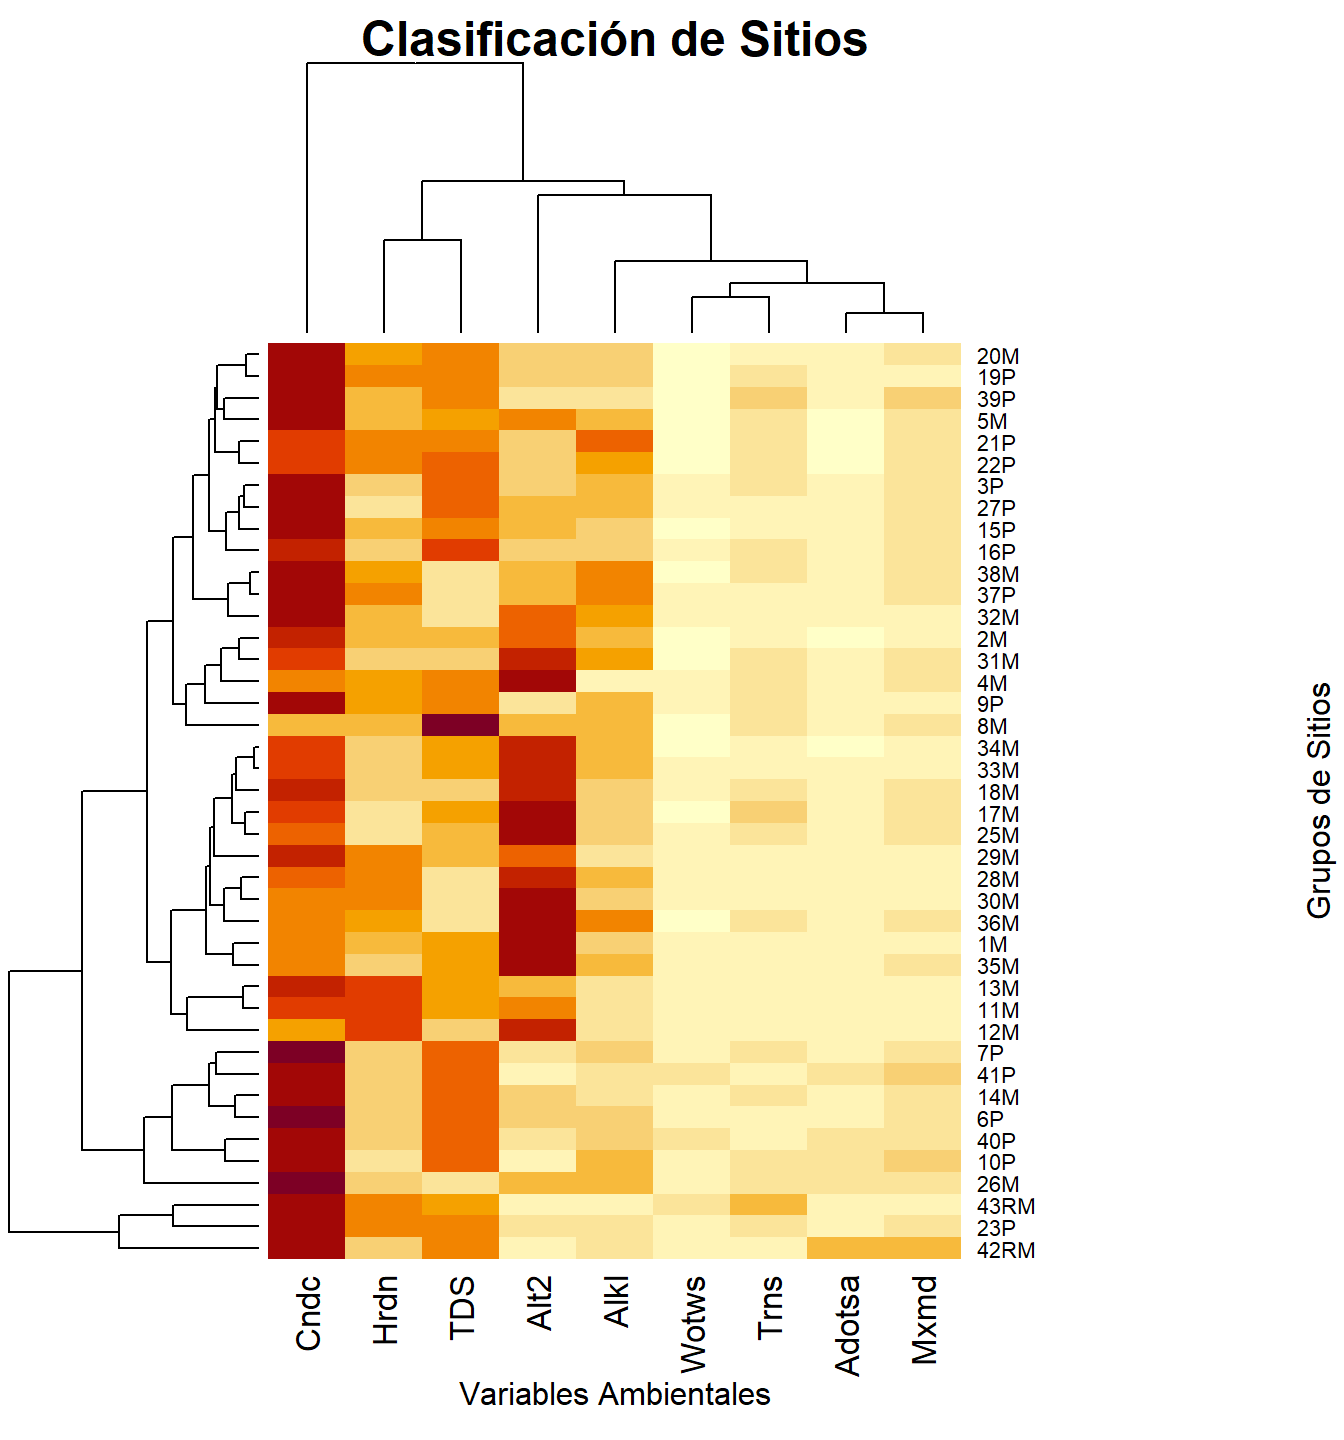 Clasificación de Sitios
20M
19P
39P
5M
21P
22P
3P
27P
15P
16P
38M
37P
32M
2M
31M
4M
9P
8M
34M
33M
18M
17M
25M
29M
28M
30M
36M
1M
35M
13M
11M
12M
7P
41P
14M
6P
40P
10P
26M
43RM
23P
42RM
Grupos de Sitios
Cndc
Hrdn
TDS
Alt2
Alkl
Wotws
Trns
Adotsa
Mxmd
Variables Ambientales